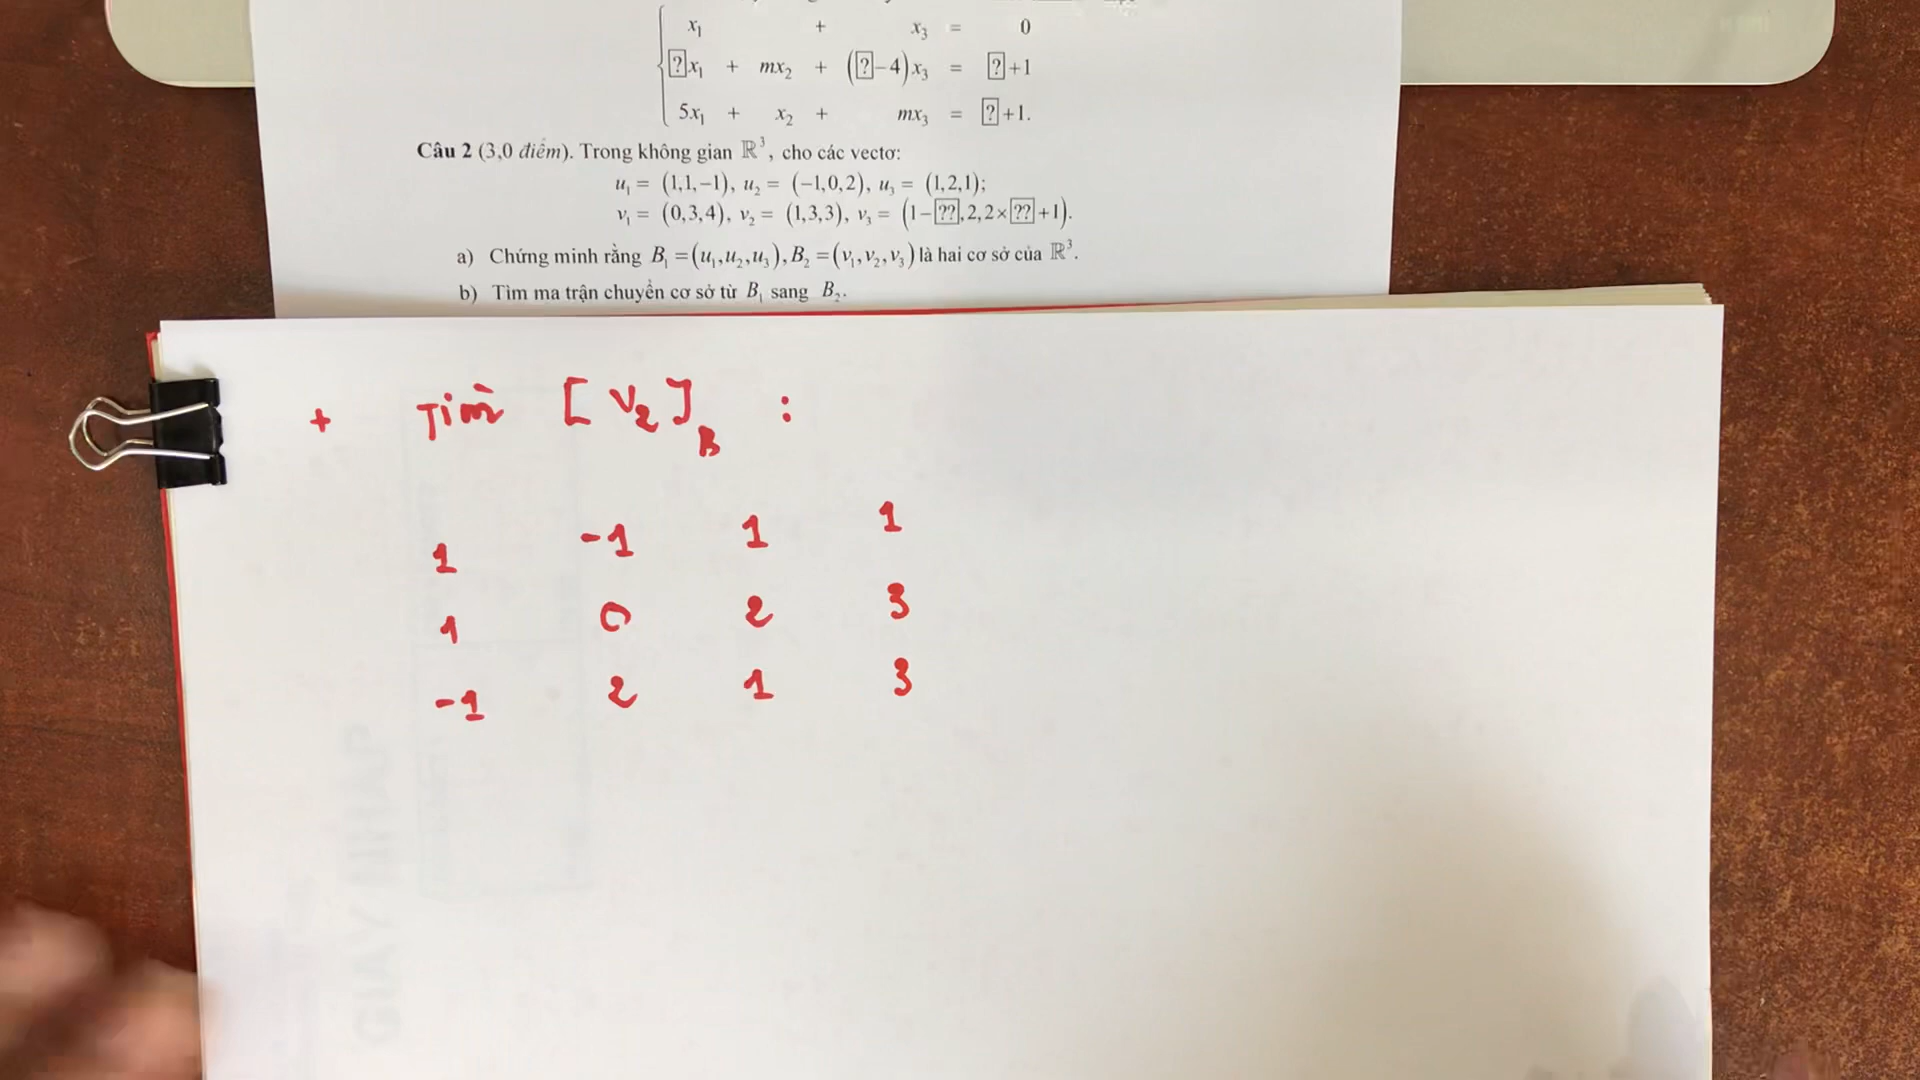 x₁ + x₃ = 0
[?]x₁ + mx₂ + ([?]−4)x₃ = [?]+1
5x₁ + x₂ + mx₃ = [?]+1.
Câu 2 (3,0 điểm). Trong không gian ℝ³, cho các vectơ:
u₁ = (1,1,−1), u₂ = (−1,0,2), u₃ = (1,2,1);
v₁ = (0,3,4), v₂ = (1,3,3), v₃ = (1−[??],2,2×[??]+1).
a) Chứng minh rằng B₁ = (u₁,u₂,u₃), B₂ = (v₁,v₂,v₃) là hai cơ sở của ℝ³.
b) Tìm ma trận chuyển cơ sở từ B₁ sang B₂.
+ Tìm [V₂]_B :
1 -1 1 1
1 0 2 3
-1 2 1 3
GIẤY NHÁP